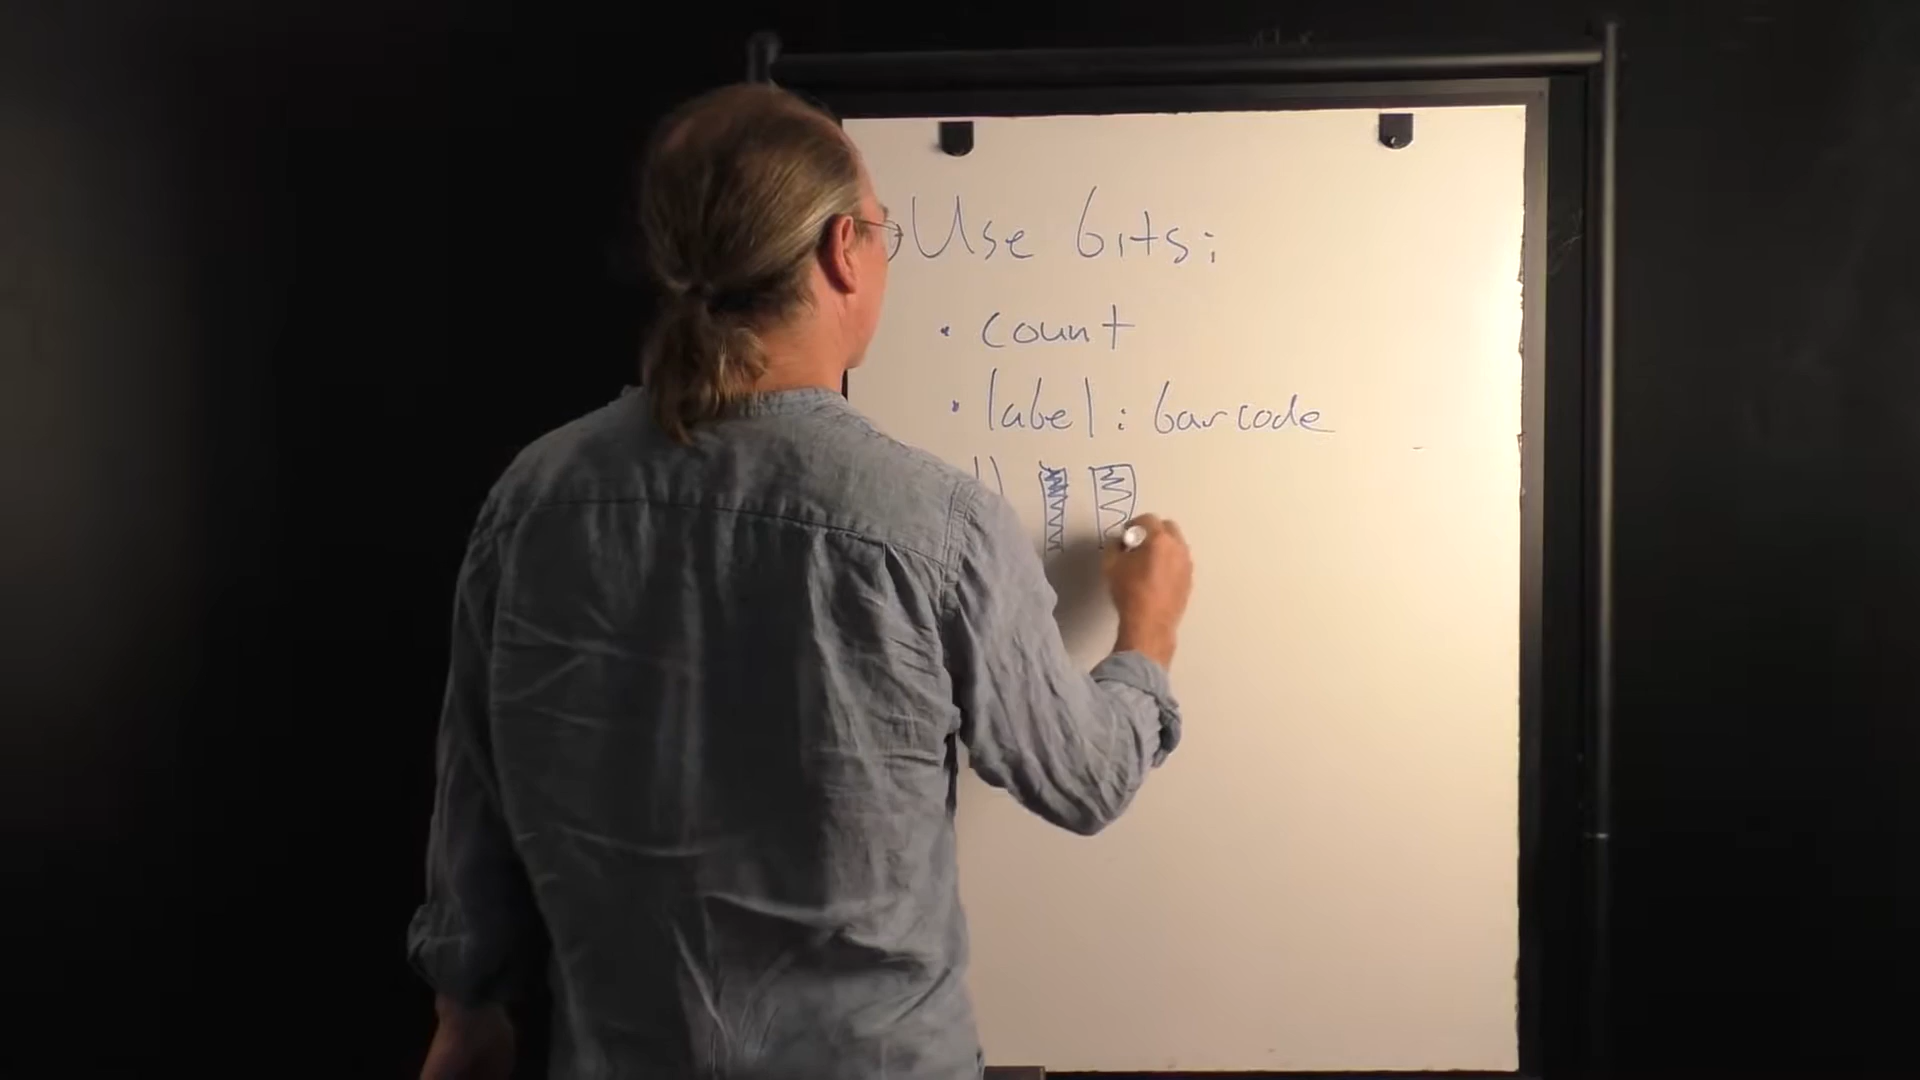 Use bits:
• count
• label: barcode